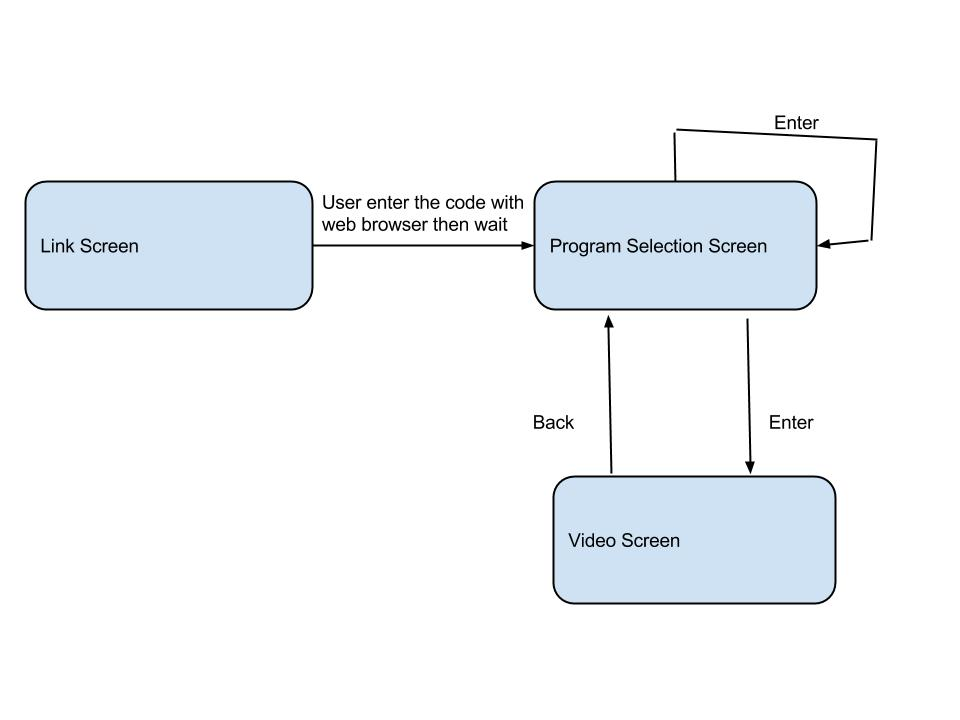 Enter
User enter the code with
web browser then wait
Link Screen
Program Selection Screen
Back
Enter
Video Screen